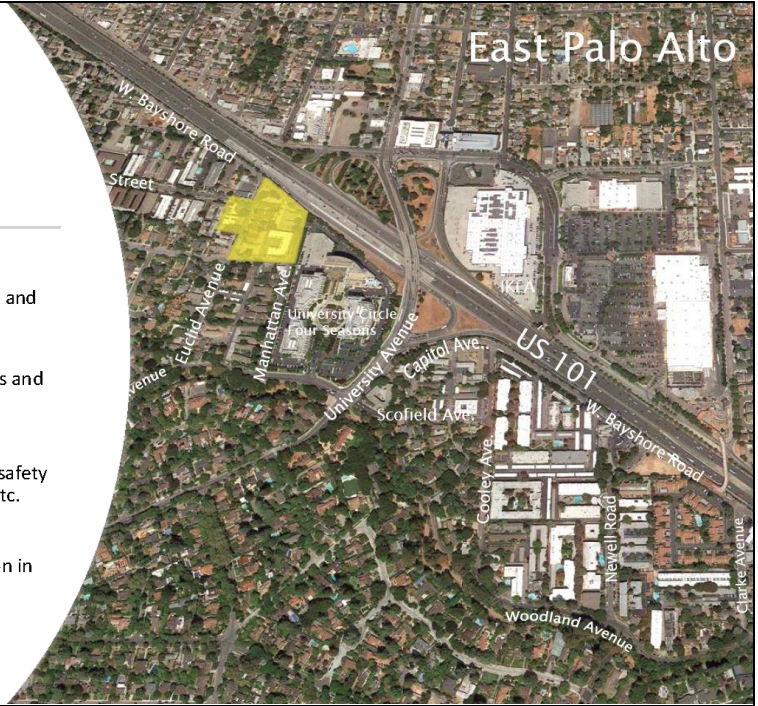 East Palo Alto
W. Bayshore Road
Street
and
s and
safety
tc.
n in
Euclid Avenue
Manhattan Ave.
University Circle
Four Seasons
IKEA
University Avenue
Capitol Ave..
US 101
venue
Scofield Ave.
W. Bayshore Road
Cooley Ave.
Newell Road
Clarke Avenue
Woodland Avenue